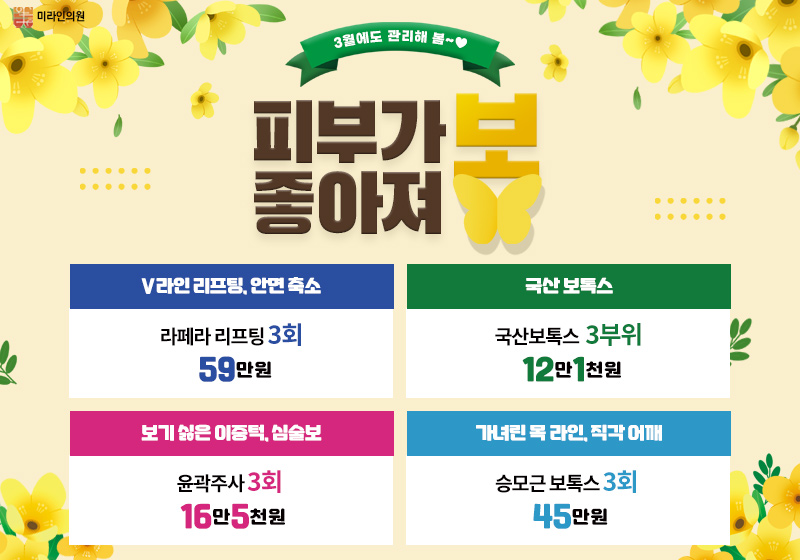 미라인의원
3월에도 관리해 봄~♥
피부가
좋아져
보
V라인 리프팅, 안면 축소
라페라 리프팅 3회
59만원
국산 보톡스
국산보톡스 3부위
12만1천원
보기 싫은 이중턱, 심술보
윤곽주사 3회
16만5천원
가녀린 목 라인, 직각 어깨
승모근 보톡스 3회
45만원